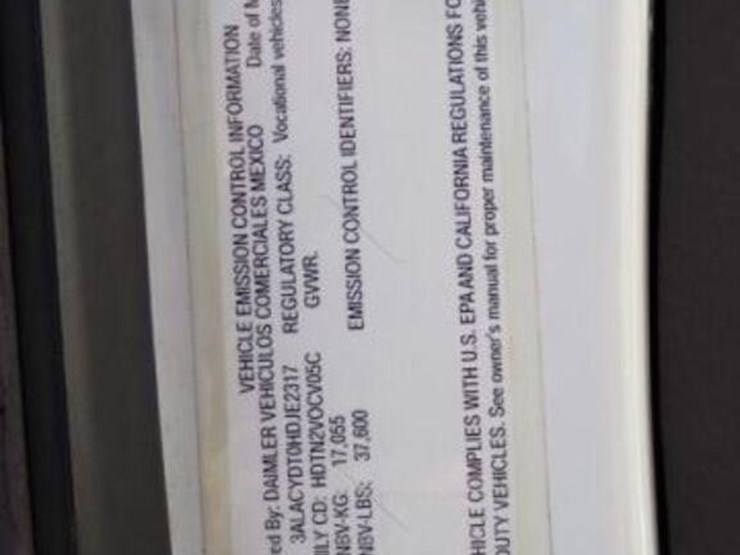 VEHICLE EMISSION CONTROL INFORMATION
ed By: DAIMLER VEHICULOS COMERCIALES MEXICO Date of M
3ALACYDT0HDJE2317 REGULATORY CLASS: Vocational vehicles
ILY CD: HDTN2VOCV05C GVWR.
NBV-KG: 17,055
NBV-LBS: 37,600 EMISSION CONTROL IDENTIFIERS: NONE
HICLE COMPLIES WITH U.S. EPA AND CALIFORNIA REGULATIONS FO
DUTY VEHICLES. See owner's manual for proper maintenance of this vehi